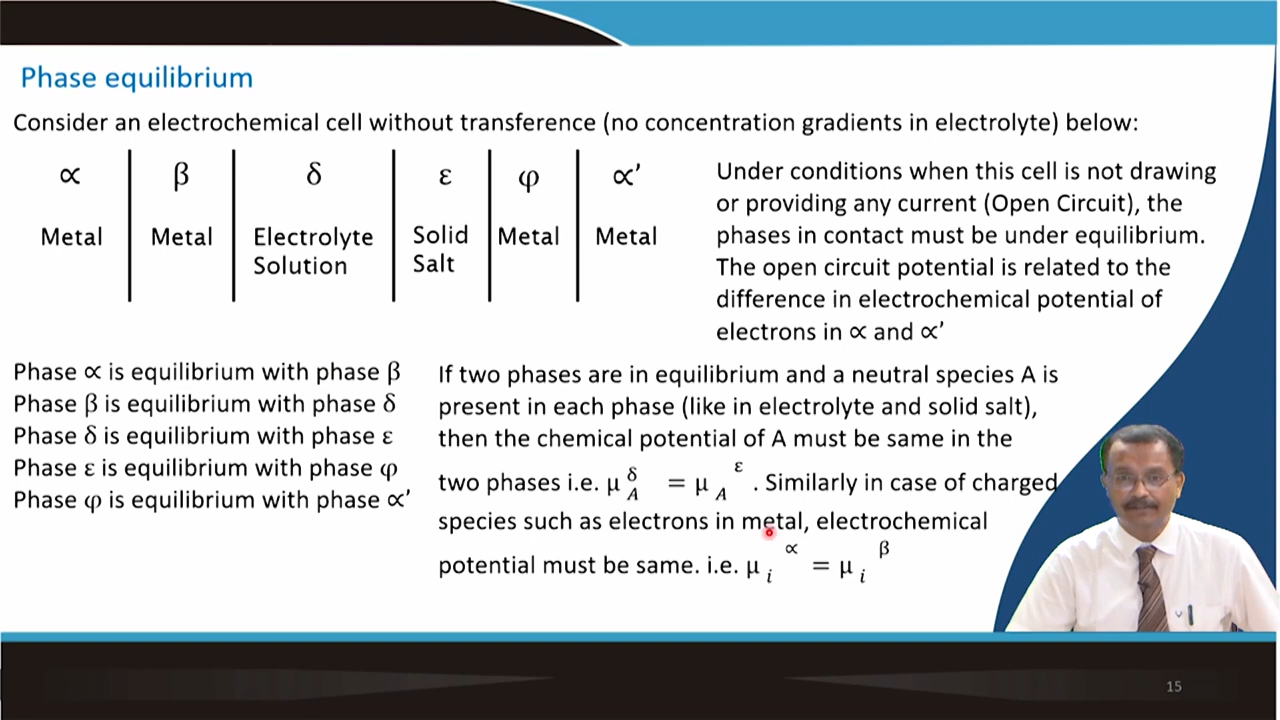 Phase equilibrium
Consider an electrochemical cell without transference (no concentration gradients in electrolyte) below:
∝ β δ ε φ ∝’
Metal Metal Electrolyte Solid Metal Metal
Solution Salt
Under conditions when this cell is not drawing
or providing any current (Open Circuit), the
phases in contact must be under equilibrium.
The open circuit potential is related to the
difference in electrochemical potential of
electrons in ∝ and ∝’
Phase ∝ is equilibrium with phase β
Phase β is equilibrium with phase δ
Phase δ is equilibrium with phase ε
Phase ε is equilibrium with phase φ
Phase φ is equilibrium with phase ∝’
If two phases are in equilibrium and a neutral species A is
present in each phase (like in electrolyte and solid salt),
then the chemical potential of A must be same in the
two phases i.e. μ_A^δ = μ_A^ε . Similarly in case of charged
species such as electrons in metal, electrochemical
potential must be same. i.e. μ_i^∝ = μ_i^β
15